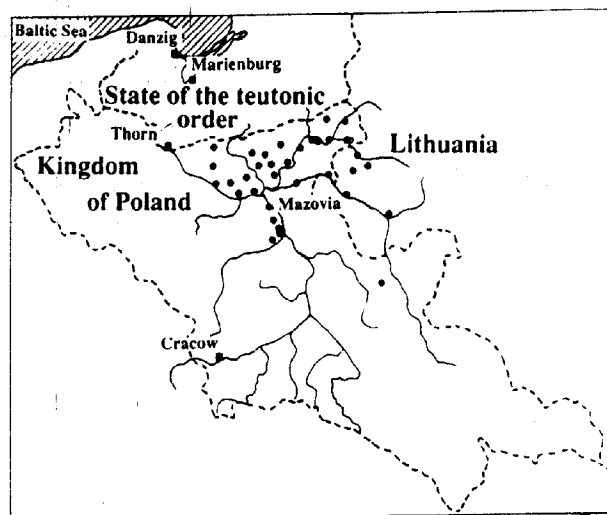 Baltic Sea
Danzig
Marienburg
State of the teutonic
order
Thorn
Lithuania
Kingdom
of Poland
Mazovia
Cracow